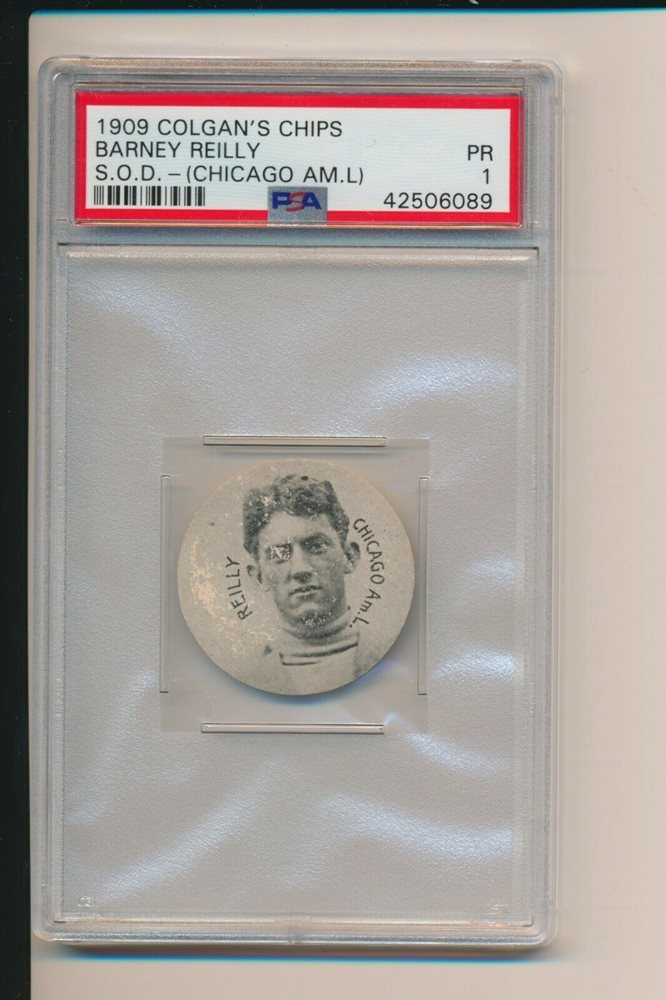 1909 COLGAN'S CHIPS
BARNEY REILLY
PR
S.O.D. – (CHICAGO AM.L)
1
PSA
42506089
REILLY
CHICAGO Am.L.